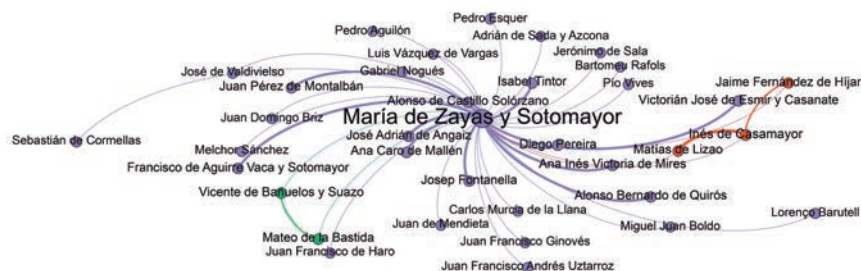 Pedro Esquer
Pedro Aguilón
Adrián de Sada y Azcona
Luis Vázquez de Vargas
Jerónimo de Sala
Bartomeu Rafols
José de Valdivielso
Gabriel Nogués
Isabel Tintor
Pío Vives
Jaime Fernández de Híjar
Juan Pérez de Montalbán
Alonso de Castillo Solórzano
Victorián José de Esmir y Casanate
Juan Domingo Briz
María de Zayas y Sotomayor
Inés de Casamayor
Sebastián de Cormellas
José Adrián de Angaiz
Diego Pereira
Matías de Lizao
Melchor Sánchez
Ana Caro de Mallén
Ana Inés Victoria de Mires
Francisco de Aguirre Vaca y Sotomayor
Josep Fontanella
Vicente de Bañuelos y Suazo
Alonso Bernardo de Quirós
Carlos Murcia de la Llana
Lorenço Barutell
Juan de Mendieta
Miguel Juan Boldo
Mateo de la Bastida
Juan Francisco Ginovés
Juan Francisco de Haro
Juan Francisco Andrés Uztarroz